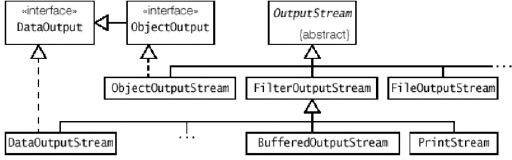 «interface» «interface» OutputStream
DataOutput ObjectOutput {abstract}
...
ObjectOutputStream FilterOutputStream FileOutputStream
...
DataOutputStream BufferedOutputStream PrintStream